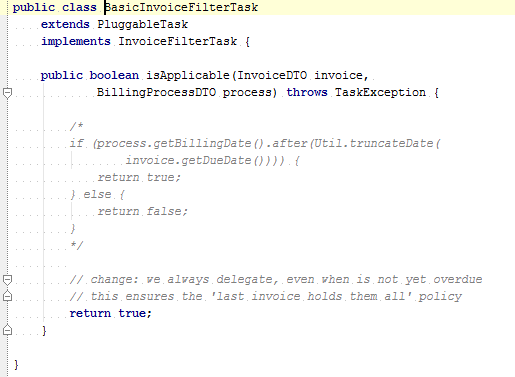 public class BasicInvoiceFilterTask
extends PluggableTask
implements InvoiceFilterTask {
public boolean isApplicable(InvoiceDTO invoice,
BillingProcessDTO process) throws TaskException {
/*
if (process.getBillingDate().after(Util.truncateDate(
invoice.getDueDate()))) {
return true;
} else {
return false;
}
*/
// change: we always delegate, even when is not yet overdue
// this ensures the 'last invoice holds them all' policy
return true;
}
}